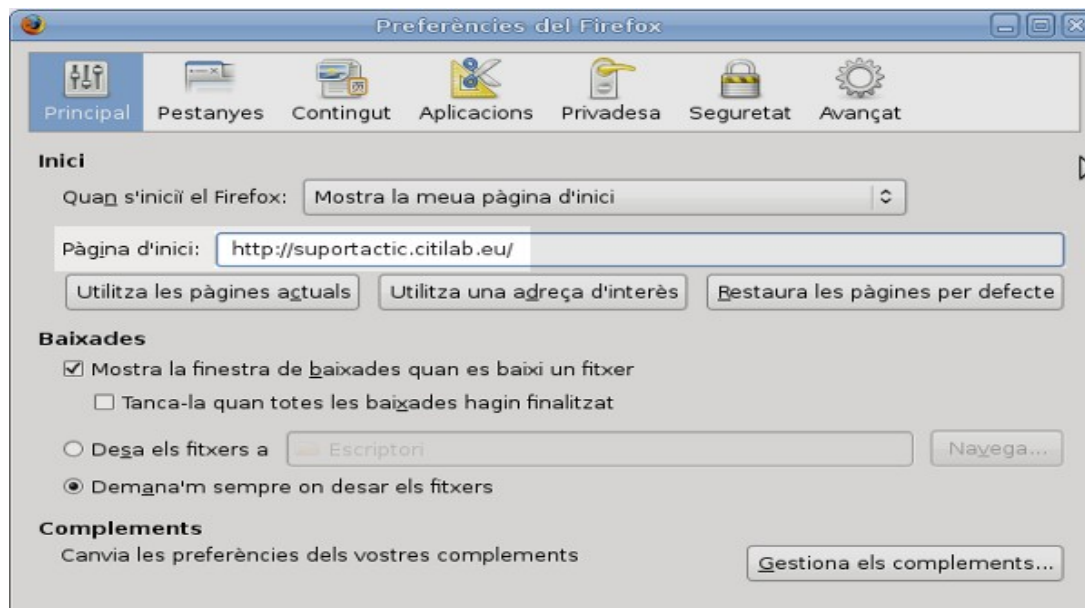 Preferències del Firefox
Principal Pestanyes Contingut Aplicacions Privadesa Seguretat Avançat
Inici
Quan s'iniciï el Firefox: Mostra la meua pàgina d'inici
Pàgina d'inici: http://suportactic.citilab.eu/
Utilitza les pàgines actuals Utilitza una adreça d'interès Restaura les pàgines per defecte
Baixades
Mostra la finestra de baixades quan es baixi un fitxer
Tanca-la quan totes les baixades hagin finalitzat
Desa els fitxers a Escriptori Navega...
Demana'm sempre on desar els fitxers
Complements
Canvia les preferències dels vostres complements
Gestiona els complements...